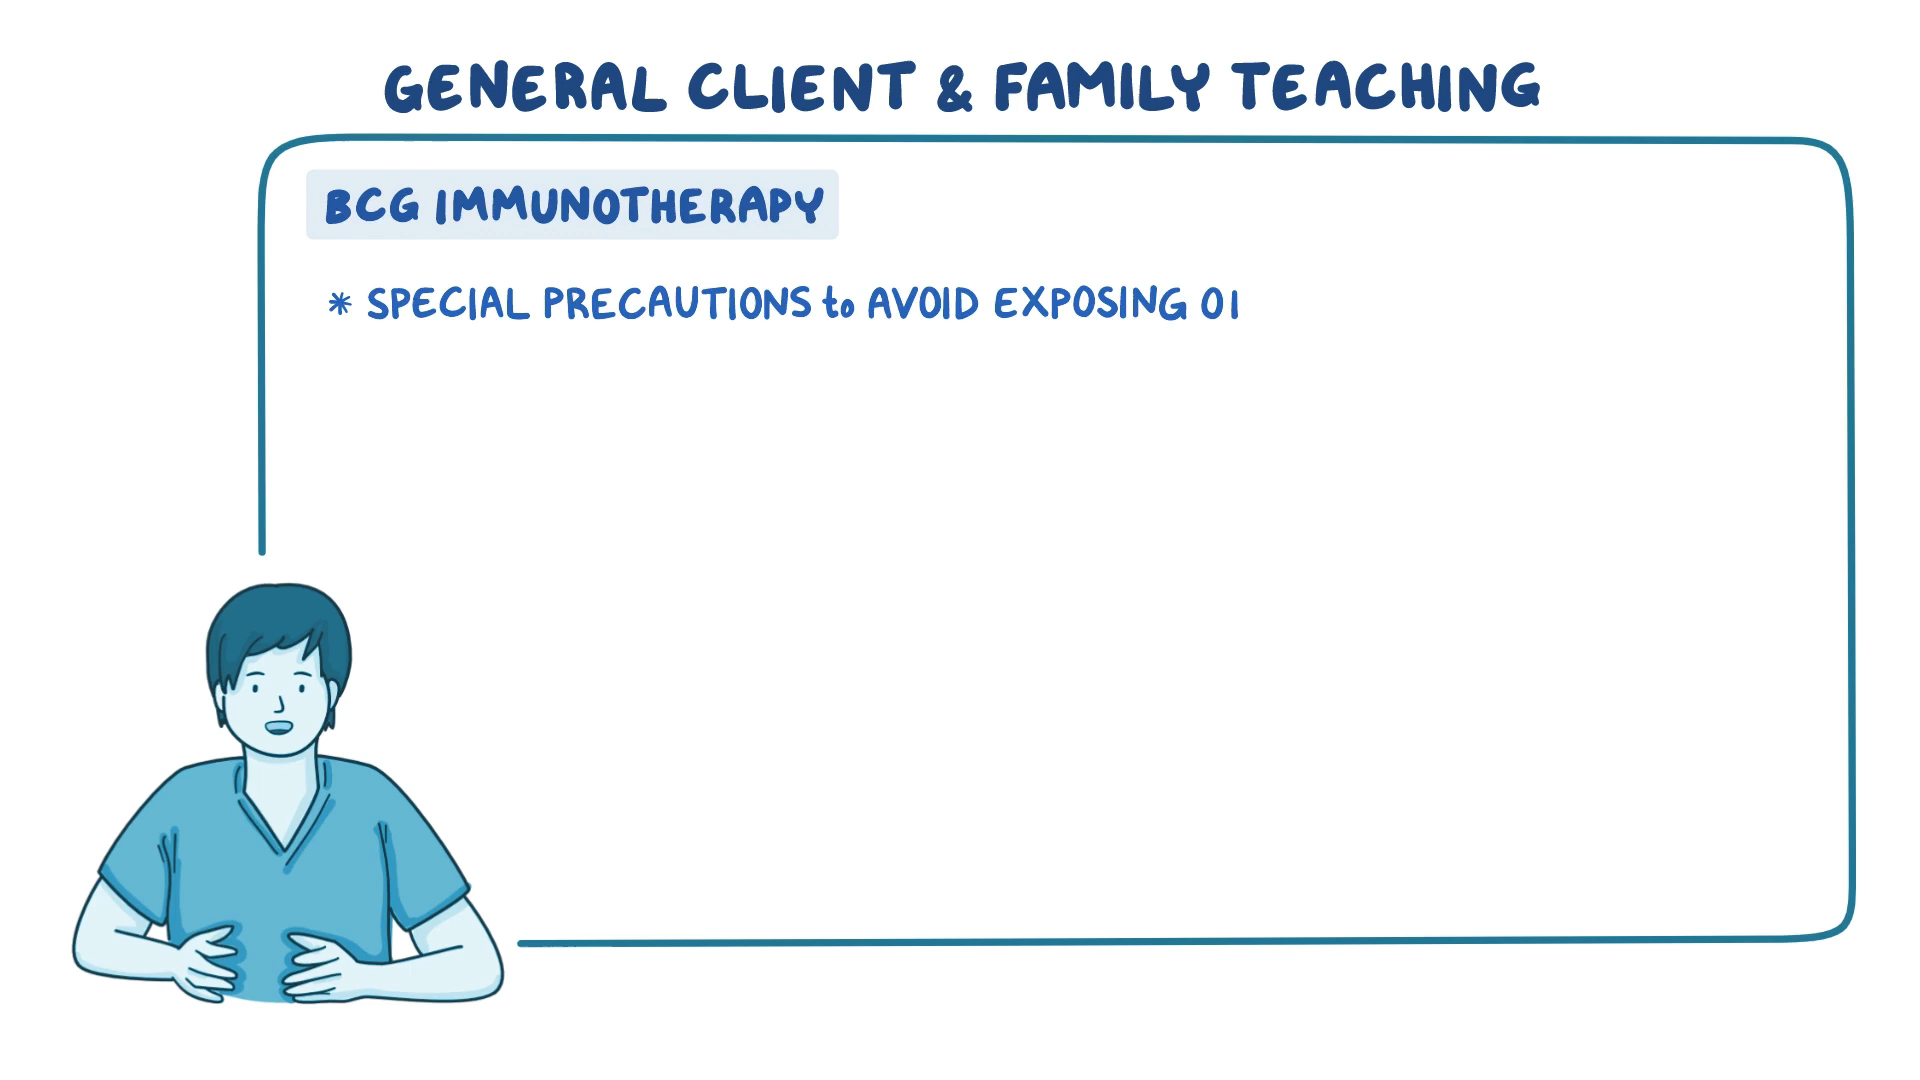 GENERAL CLIENT & FAMILY TEACHING
BCG IMMUNOTHERAPY
* SPECIAL PRECAUTIONS to AVOID EXPOSING OI